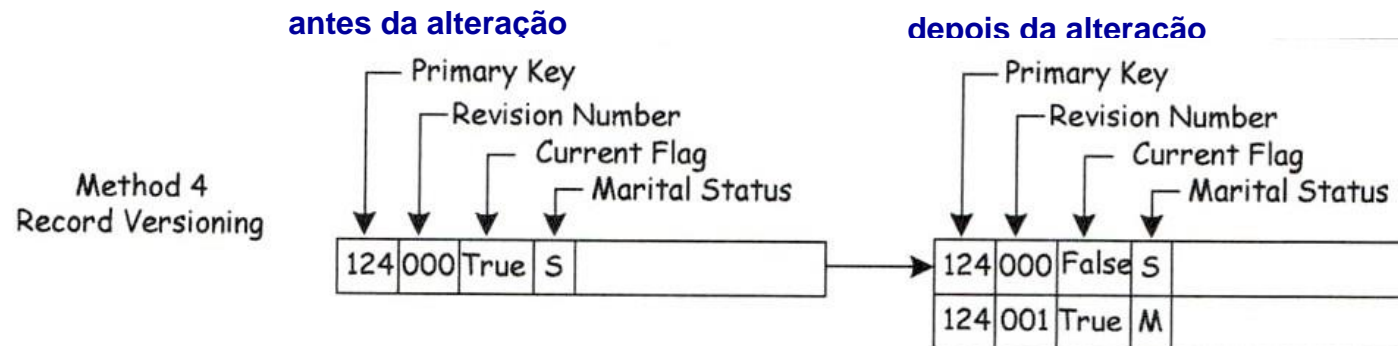 antes da alteração
depois da alteração
Primary Key
Revision Number
Current Flag
Marital Status
Primary Key
Revision Number
Current Flag
Marital Status
Method 4
Record Versioning
124 000 True S
124 000 False S
124 001 True M